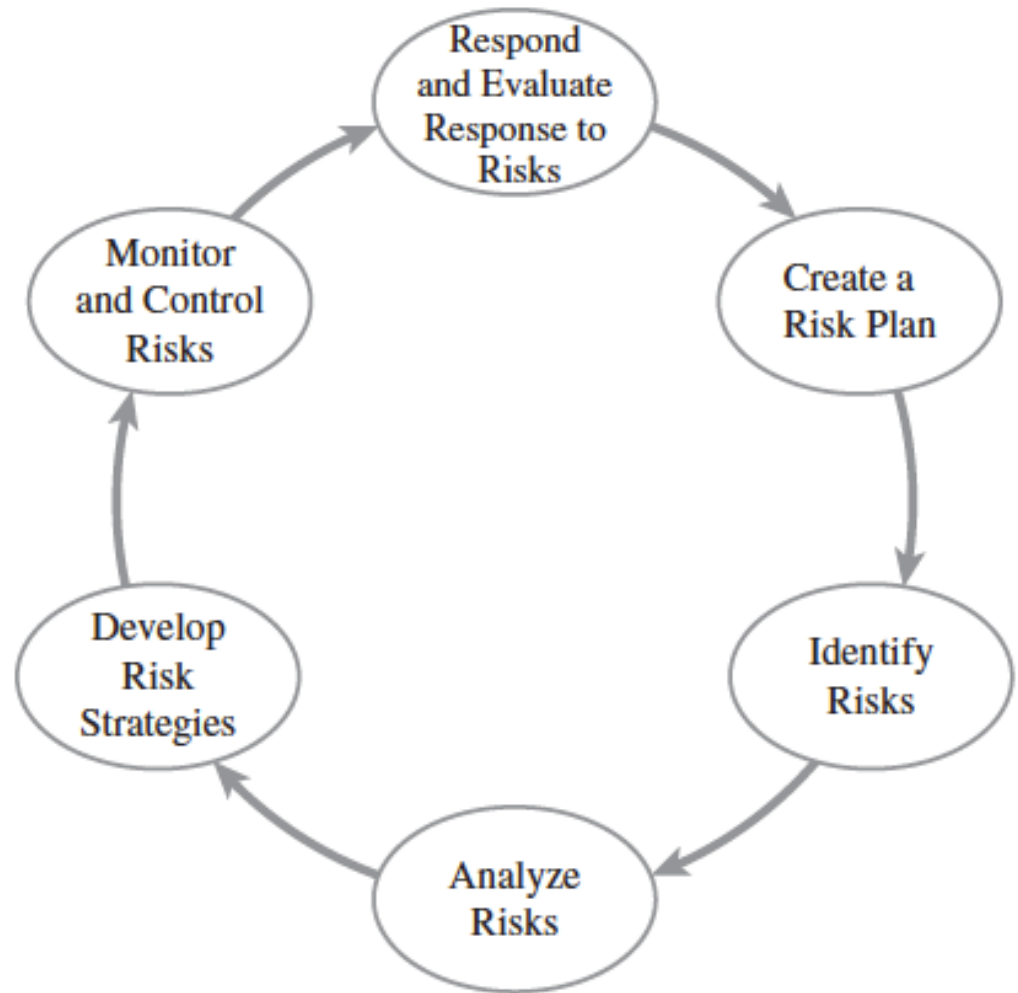 Respond
and Evaluate
Response to
Risks
Create a
Risk Plan
Identify
Risks
Analyze
Risks
Develop
Risk
Strategies
Monitor
and Control
Risks